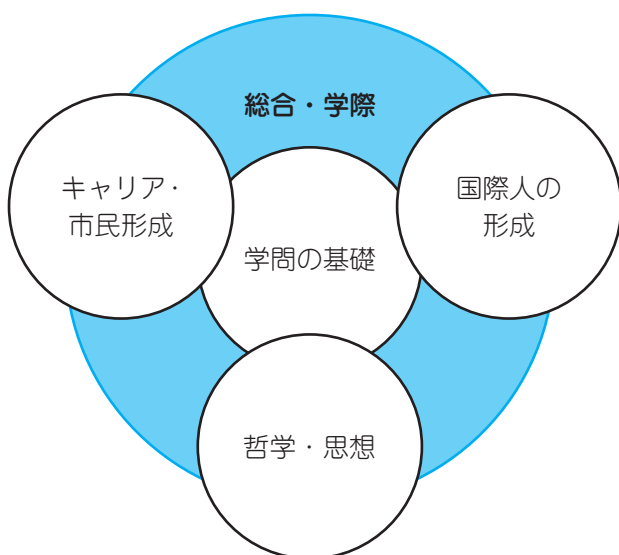 総合・学際
キャリア・
市民形成
国際人の
形成
学問の基礎
哲学・思想